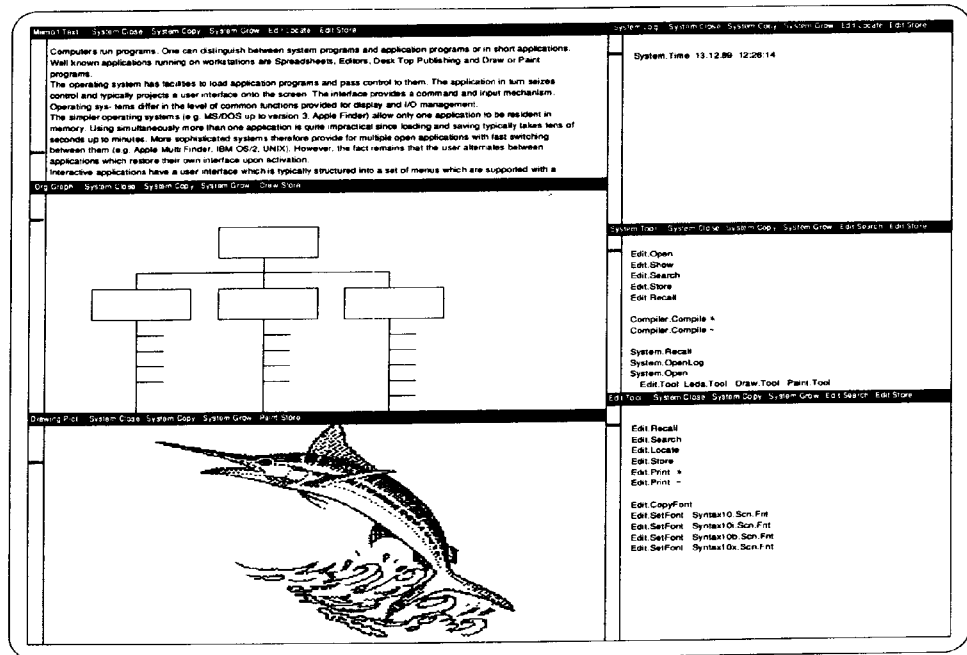 Text System.Close System.Copy System.Grow Edit.Locate Edit.Store
Computers run programs. One can distinguish between system programs and application programs or in short applications.
Well known applications running on workstations are Spreadsheets, Editors, Desk Top Publishing and Draw or Paint
programs.
The operating system has facilities to load application programs and pass control to them. The application in turn seizes
control and typically projects a user interface onto the screen. The interface provides a command and input mechanism.
Operating sys- tems differ in the level of common functions provided for display and I/O management.
The simpler operating systems (e.g. MS/DOS up to version 3, Apple Finder) allow only one application to be resident in
memory. Using simultaneously more than one application is quite impractical since loading and saving typically takes tens of
seconds up to minutes. More sophisticated systems therefore provide for multiple open applications with fast switching
between them (e.g. Apple Multi Finder, IBM OS/2, UNIX). However, the fact remains that the user alternates between
applications which restore their own interface upon activation.
Interactive applications have a user interface which is typically structured into a set of menus which are supported with a
Org.Graph System.Close System.Copy System.Grow Draw.Store
Drawing.Pict System.Close System.Copy System.Grow Paint.Store
System.Log System.Close System.Copy System.Grow Edit.Locate Edit.Store
System.Time 13.12.89 12:26:14
System.Tool System.Close System.Copy System.Grow Edit.Search Edit.Store
Edit.Open
Edit.Show
Edit.Search
Edit.Store
Edit.Recall
Compiler.Compile *
Compiler.Compile ~
System.Recall
System.OpenLog
System.Open
Edit.Tool Leda.Tool Draw.Tool Paint.Tool
Edit.Tool System.Close System.Copy System.Grow Edit.Search Edit.Store
Edit.Recall
Edit.Search
Edit.Locate
Edit.Store
Edit.Print *
Edit.Print ~
Edit.CopyFont
Edit.SetFont Syntax10.Scn.Fnt
Edit.SetFont Syntax10i.Scn.Fnt
Edit.SetFont Syntax10b.Scn.Fnt
Edit.SetFont Syntax10x.Scn.Fnt